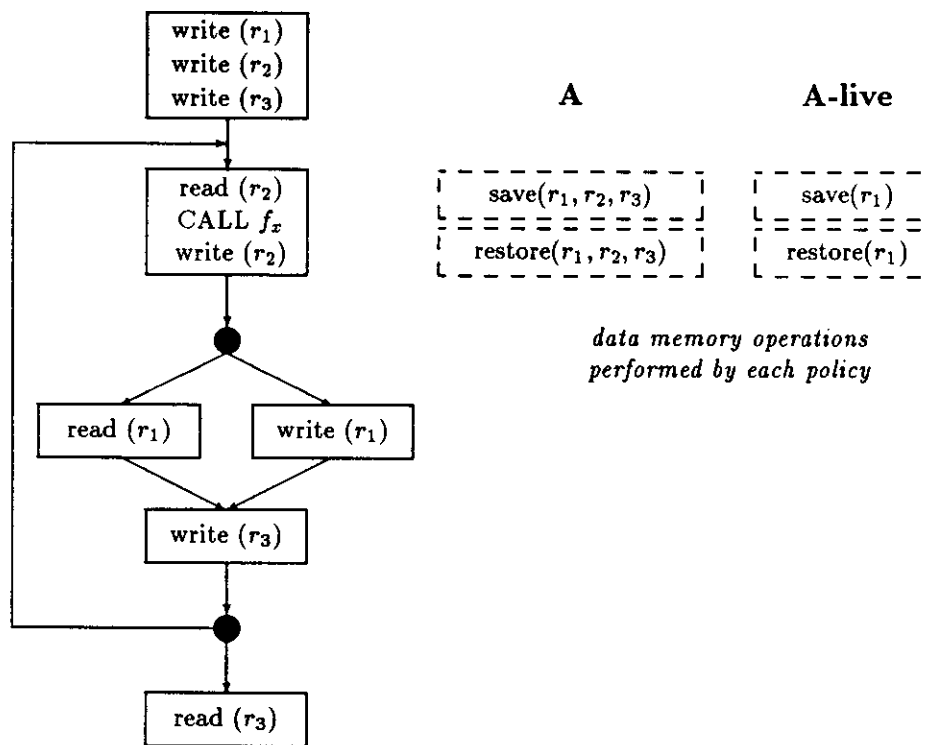 write (r₁)
write (r₂)
write (r₃)
A
A-live
read (r₂)
CALL fₓ
write (r₂)
save(r₁, r₂, r₃)
restore(r₁, r₂, r₃)
save(r₁)
restore(r₁)
data memory operations
performed by each policy
read (r₁)
write (r₁)
write (r₃)
read (r₃)